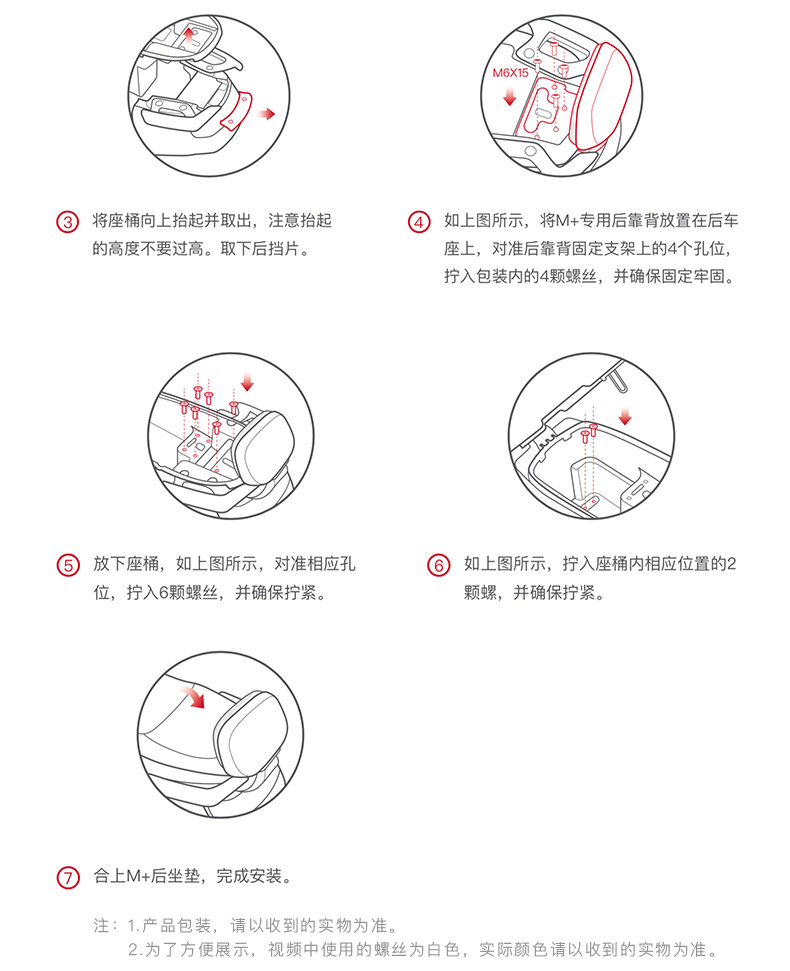 M6X15
③ 将座桶向上抬起并取出，注意抬起
的高度不要过高。取下后挡片。
④ 如上图所示，将M+专用后靠背放置在后车
座上，对准后靠背固定支架上的4个孔位，
拧入包装内的4颗螺丝，并确保固定牢固。
⑤ 放下座桶，如上图所示，对准相应孔
位，拧入6颗螺丝，并确保拧紧。
⑥ 如上图所示，拧入座桶内相应位置的2
颗螺，并确保拧紧。
⑦ 合上M+后坐垫，完成安装。
注：1.产品包装，请以收到的实物为准。
2.为了方便展示，视频中使用的螺丝为白色，实际颜色请以收到的实物为准。